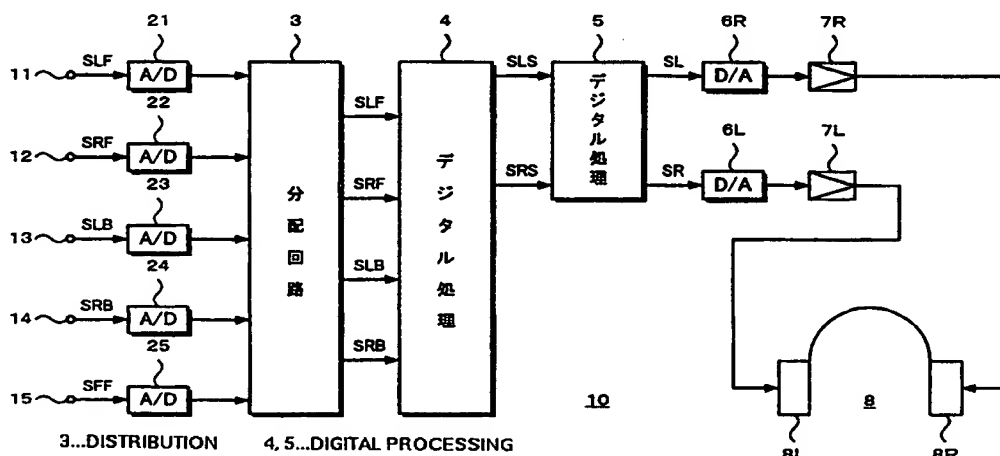 21
3
4
5
6R
7R
11
SLF
A/D
SLS
SL
D/A
22
SLF
12
SRF
A/D
6L
7L
23
SRF
SRS
SR
D/A
13
SLB
A/D
24
SLB
14
SRB
A/D
25
SRB
15
SFF
A/D
分配回路
デジタル処理
デジタル処理
10
8
8L
8R
3...DISTRIBUTION
4, 5...DIGITAL PROCESSING